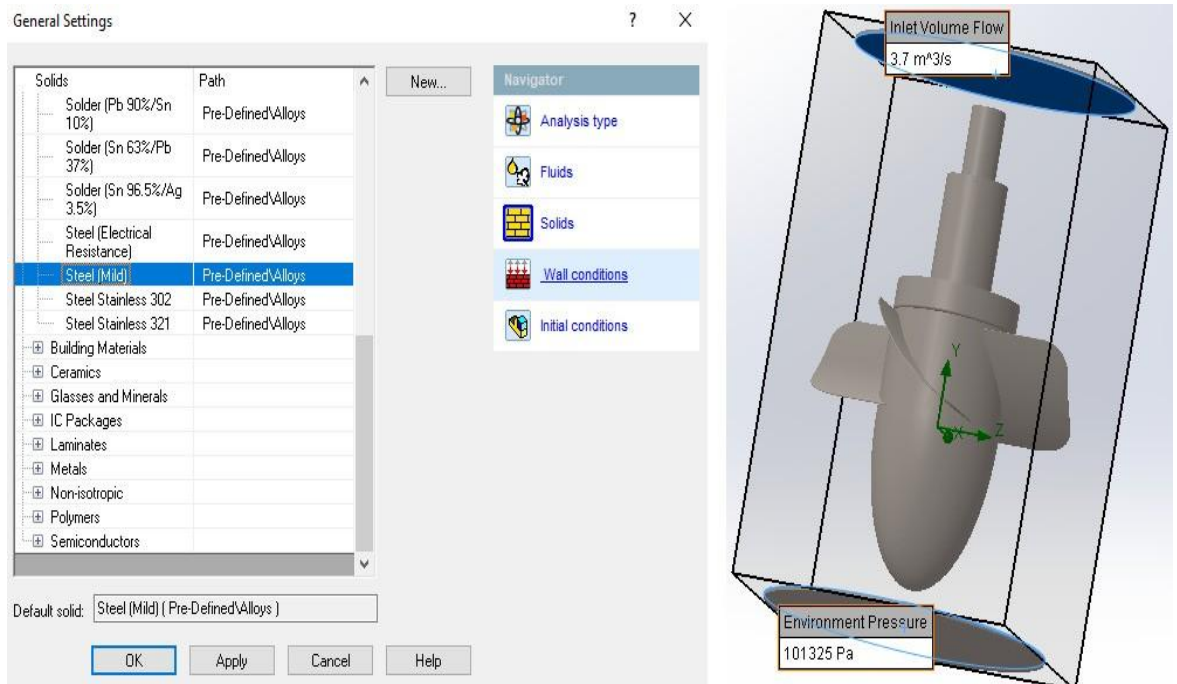 General Settings
?
X
Solids Path
Solder (Pb 90%/Sn
10%)
Pre-Defined\Alloys
Solder (Sn 63%/Pb
37%)
Pre-Defined\Alloys
Solder (Sn 96.5%/Ag
3.5%)
Pre-Defined\Alloys
Steel (Electrical
Resistance)
Pre-Defined\Alloys
Steel (Mild) Pre-Defined\Alloys
Steel Stainless 302 Pre-Defined\Alloys
Steel Stainless 321 Pre-Defined\Alloys
Building Materials
Ceramics
Glasses and Minerals
IC Packages
Laminates
Metals
Non-isotropic
Polymers
Semiconductors
Default solid: Steel (Mild) ( Pre-Defined\Alloys )
OK Apply Cancel Help
New...
Navigator
Analysis type
Fluids
Solids
Wall conditions
Initial conditions
Inlet Volume Flow
3.7 m^3/s
Y
X
Z
Environment Pressure
101325 Pa